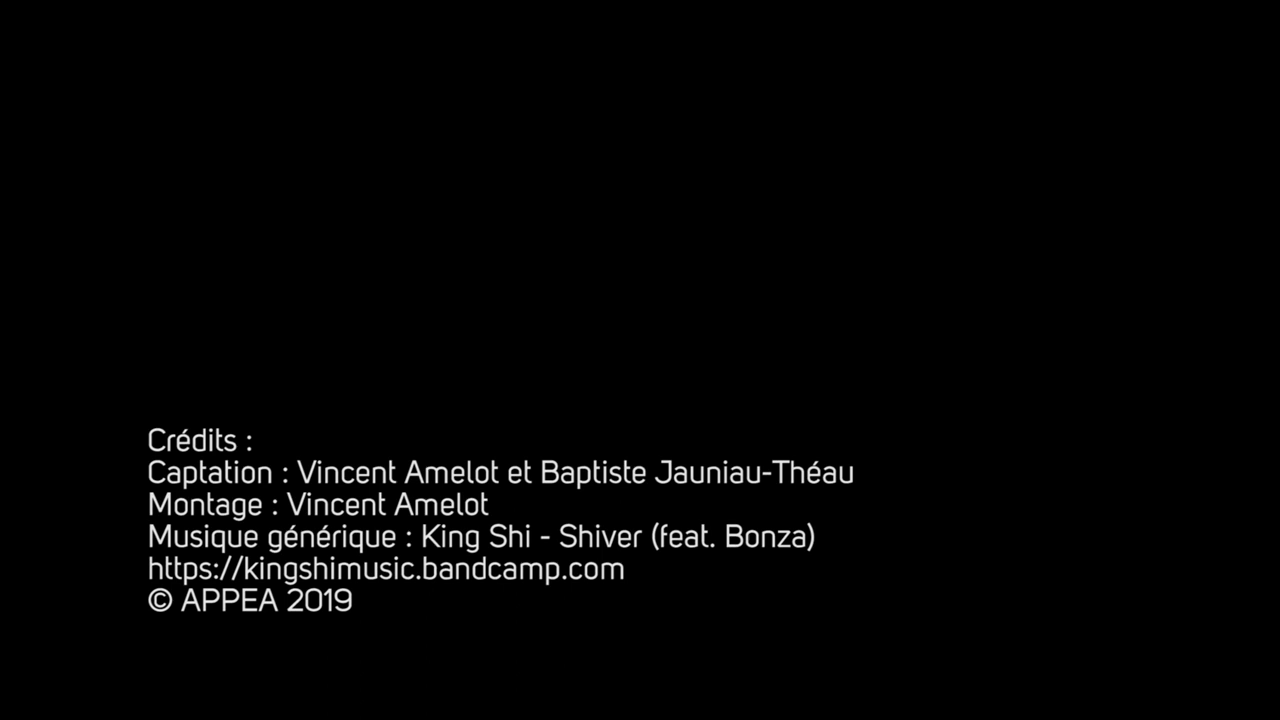 Crédits :
Captation : Vincent Amelot et Baptiste Jauniau-Théau
Montage : Vincent Amelot
Musique générique : King Shi - Shiver (feat. Bonza)
https://kingshimusic.bandcamp.com
© APPEA 2019